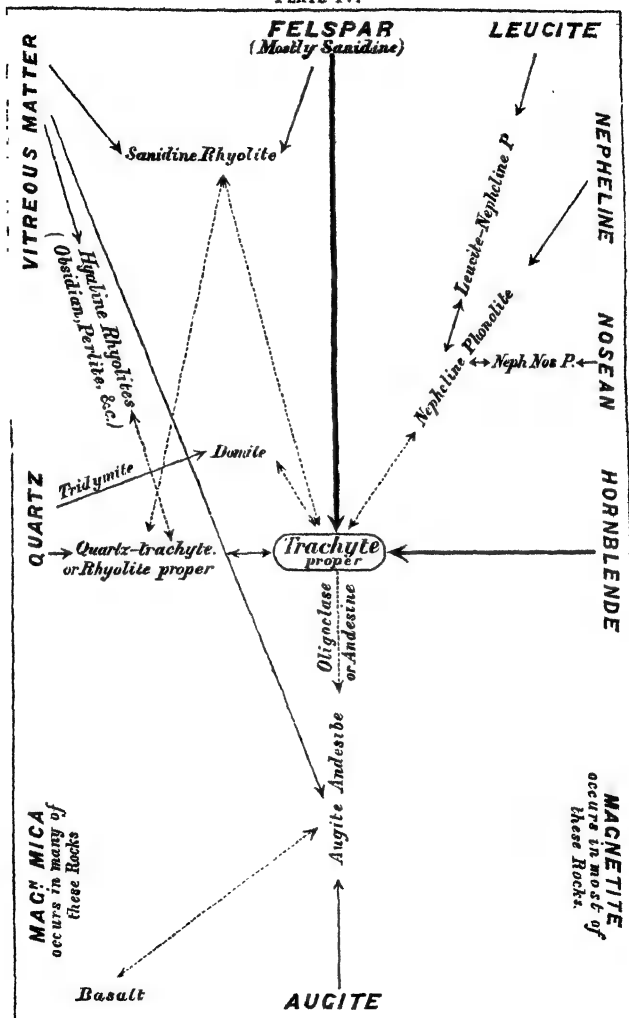 FELSPAR
(Mostly Sanidine)
LEUCITE
VITREOUS MATTER
Sanidine Rhyolite
Leucite-Nepheline P
NEPHELINE
Hyaline Rhyolites
(Obsidian, Perlite, &c.)
Nepheline Phonolite
Neph Nos P.
NOSEAN
Domite
Tridymite
QUARTZ
Quartz-trachyte.
or Rhyolite proper
Trachyte
proper
HORNBLENDE
Oligoclase
or Andesine
Augite Andesibe
MAGN MICA
occurs in many of
these Rocks
MAGNETITE
occurs in most of
these Rocks.
Basalt
AUGITE